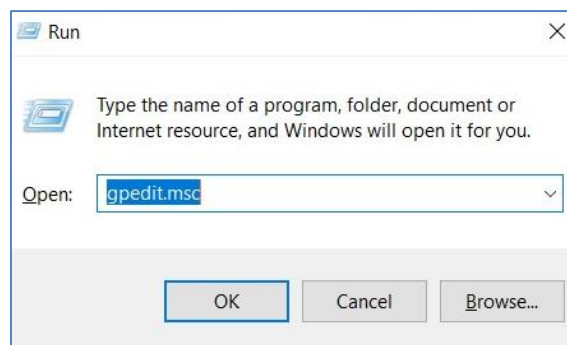 Run
Type the name of a program, folder, document or
Internet resource, and Windows will open it for you.
Open: gpedit.msc
OK Cancel Browse...